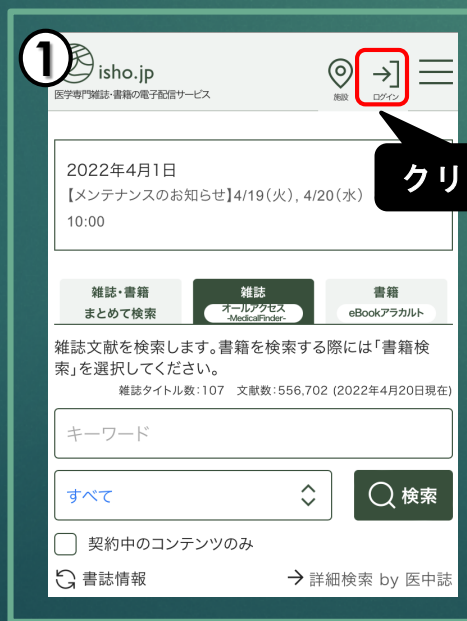 1
isho.jp
医学専門雑誌・書籍の電子配信サービス
施設
ログイン
クリ
2022年4月1日
【メンテナンスのお知らせ】4/19(火), 4/20(水)
10:00
雑誌・書籍
まとめて検索
雑誌
オールアクセス
-MedicalFinder-
書籍
eBookアラカルト
雑誌文献を検索します。書籍を検索する際には「書籍検
索」を選択してください。
雑誌タイトル数:107 文献数:556,702 (2022年4月20日現在)
キーワード
すべて
検索
契約中のコンテンツのみ
書誌情報
→ 詳細検索 by 医中誌